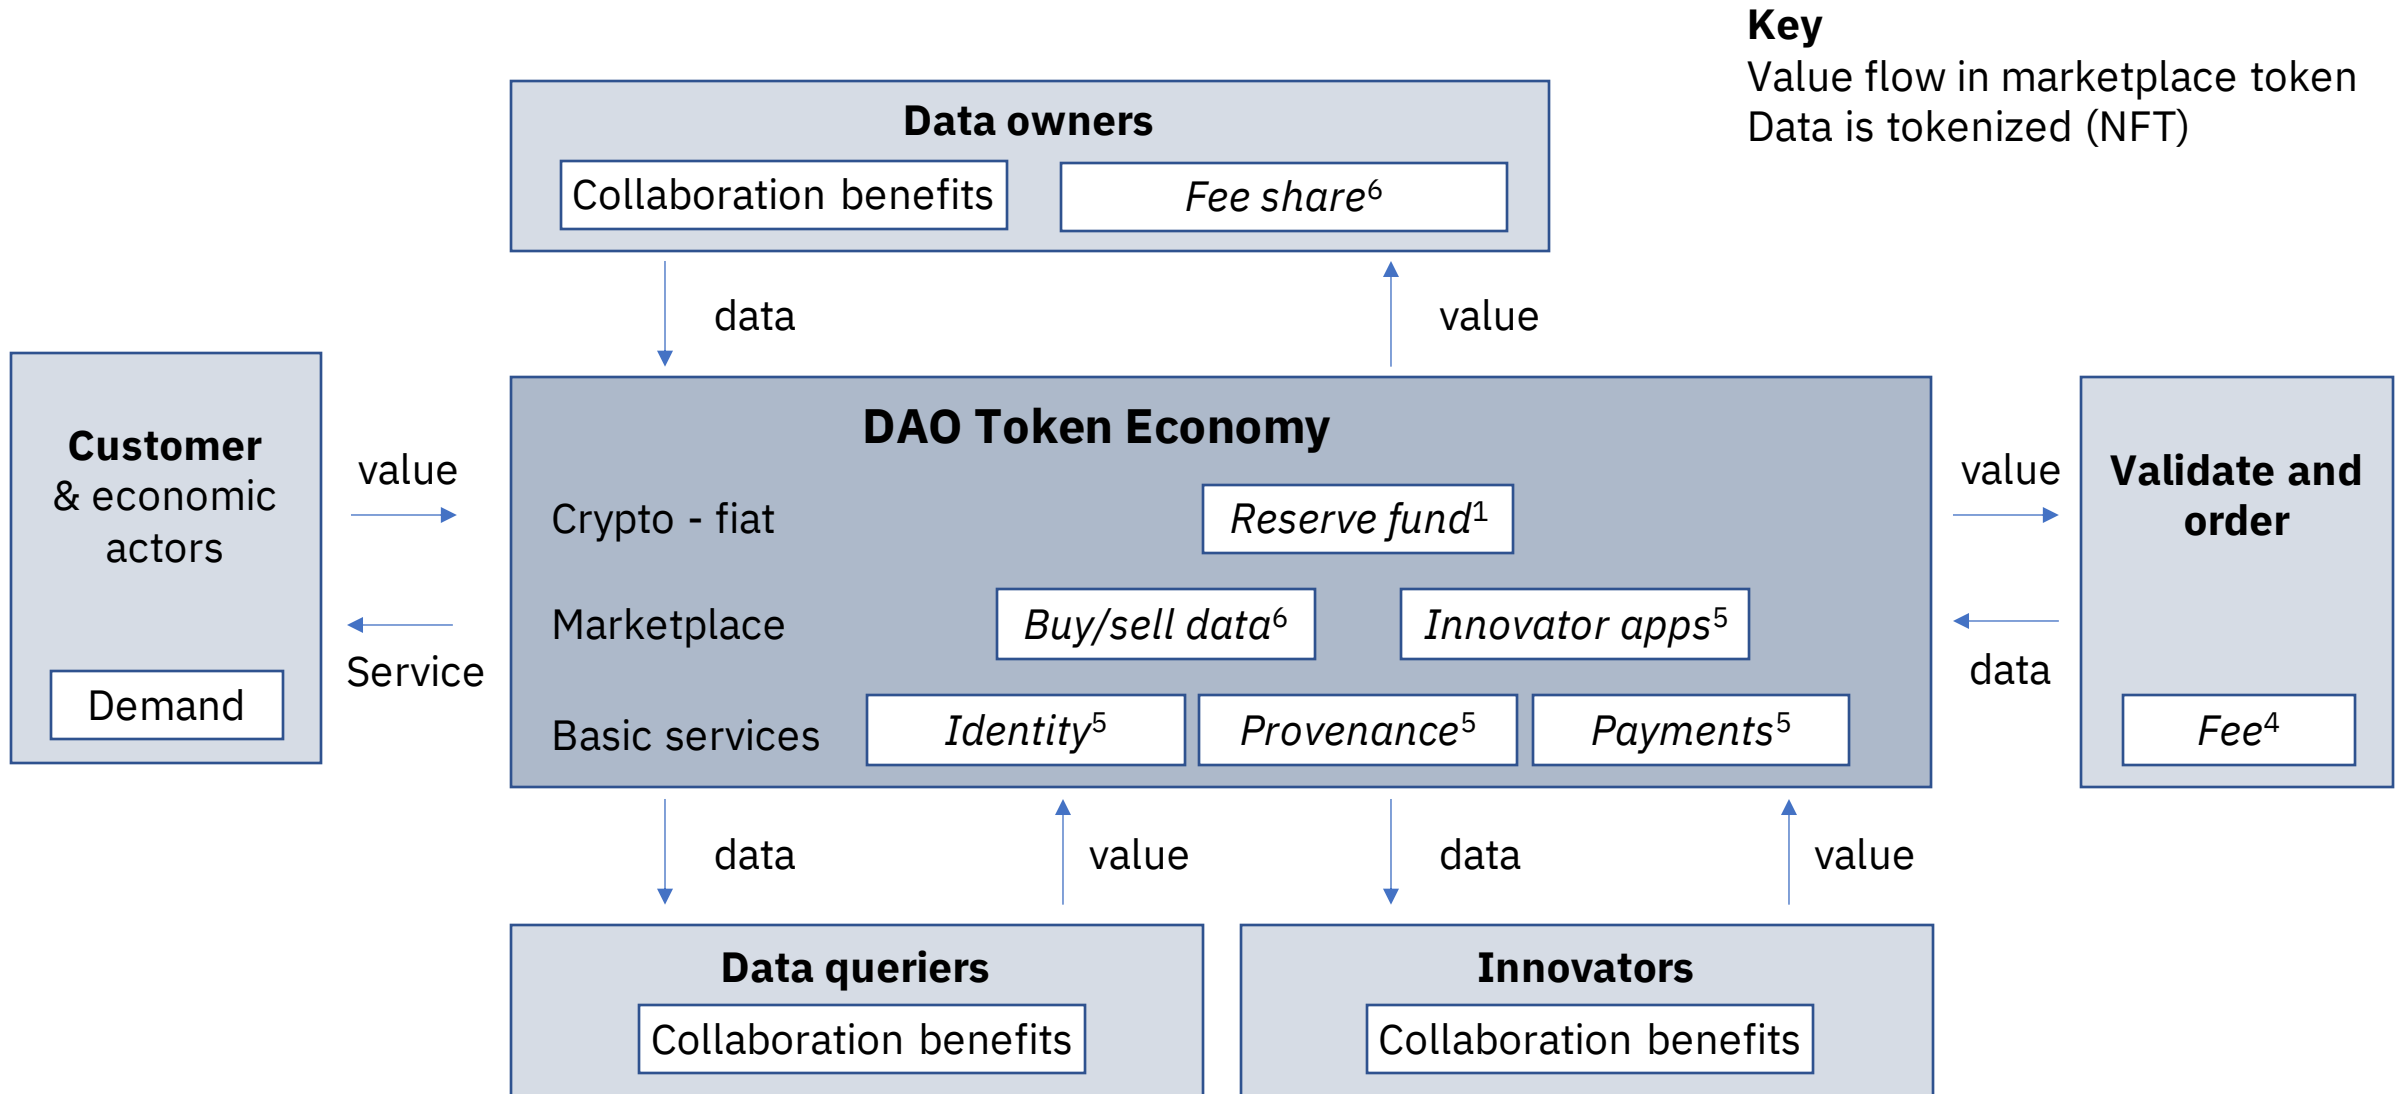 Key
Value flow in marketplace token
Data is tokenized (NFT)
Data owners
Collaboration benefits
Fee share⁶
data
value
Customer
& economic
actors
Demand
value
Service
DAO Token Economy
Crypto - fiat
Reserve fund¹
Marketplace
Buy/sell data⁶
Innovator apps⁵
Basic services
Identity⁵
Provenance⁵
Payments⁵
value
data
Validate and
order
Fee⁴
data
value
data
value
Data queriers
Collaboration benefits
Innovators
Collaboration benefits